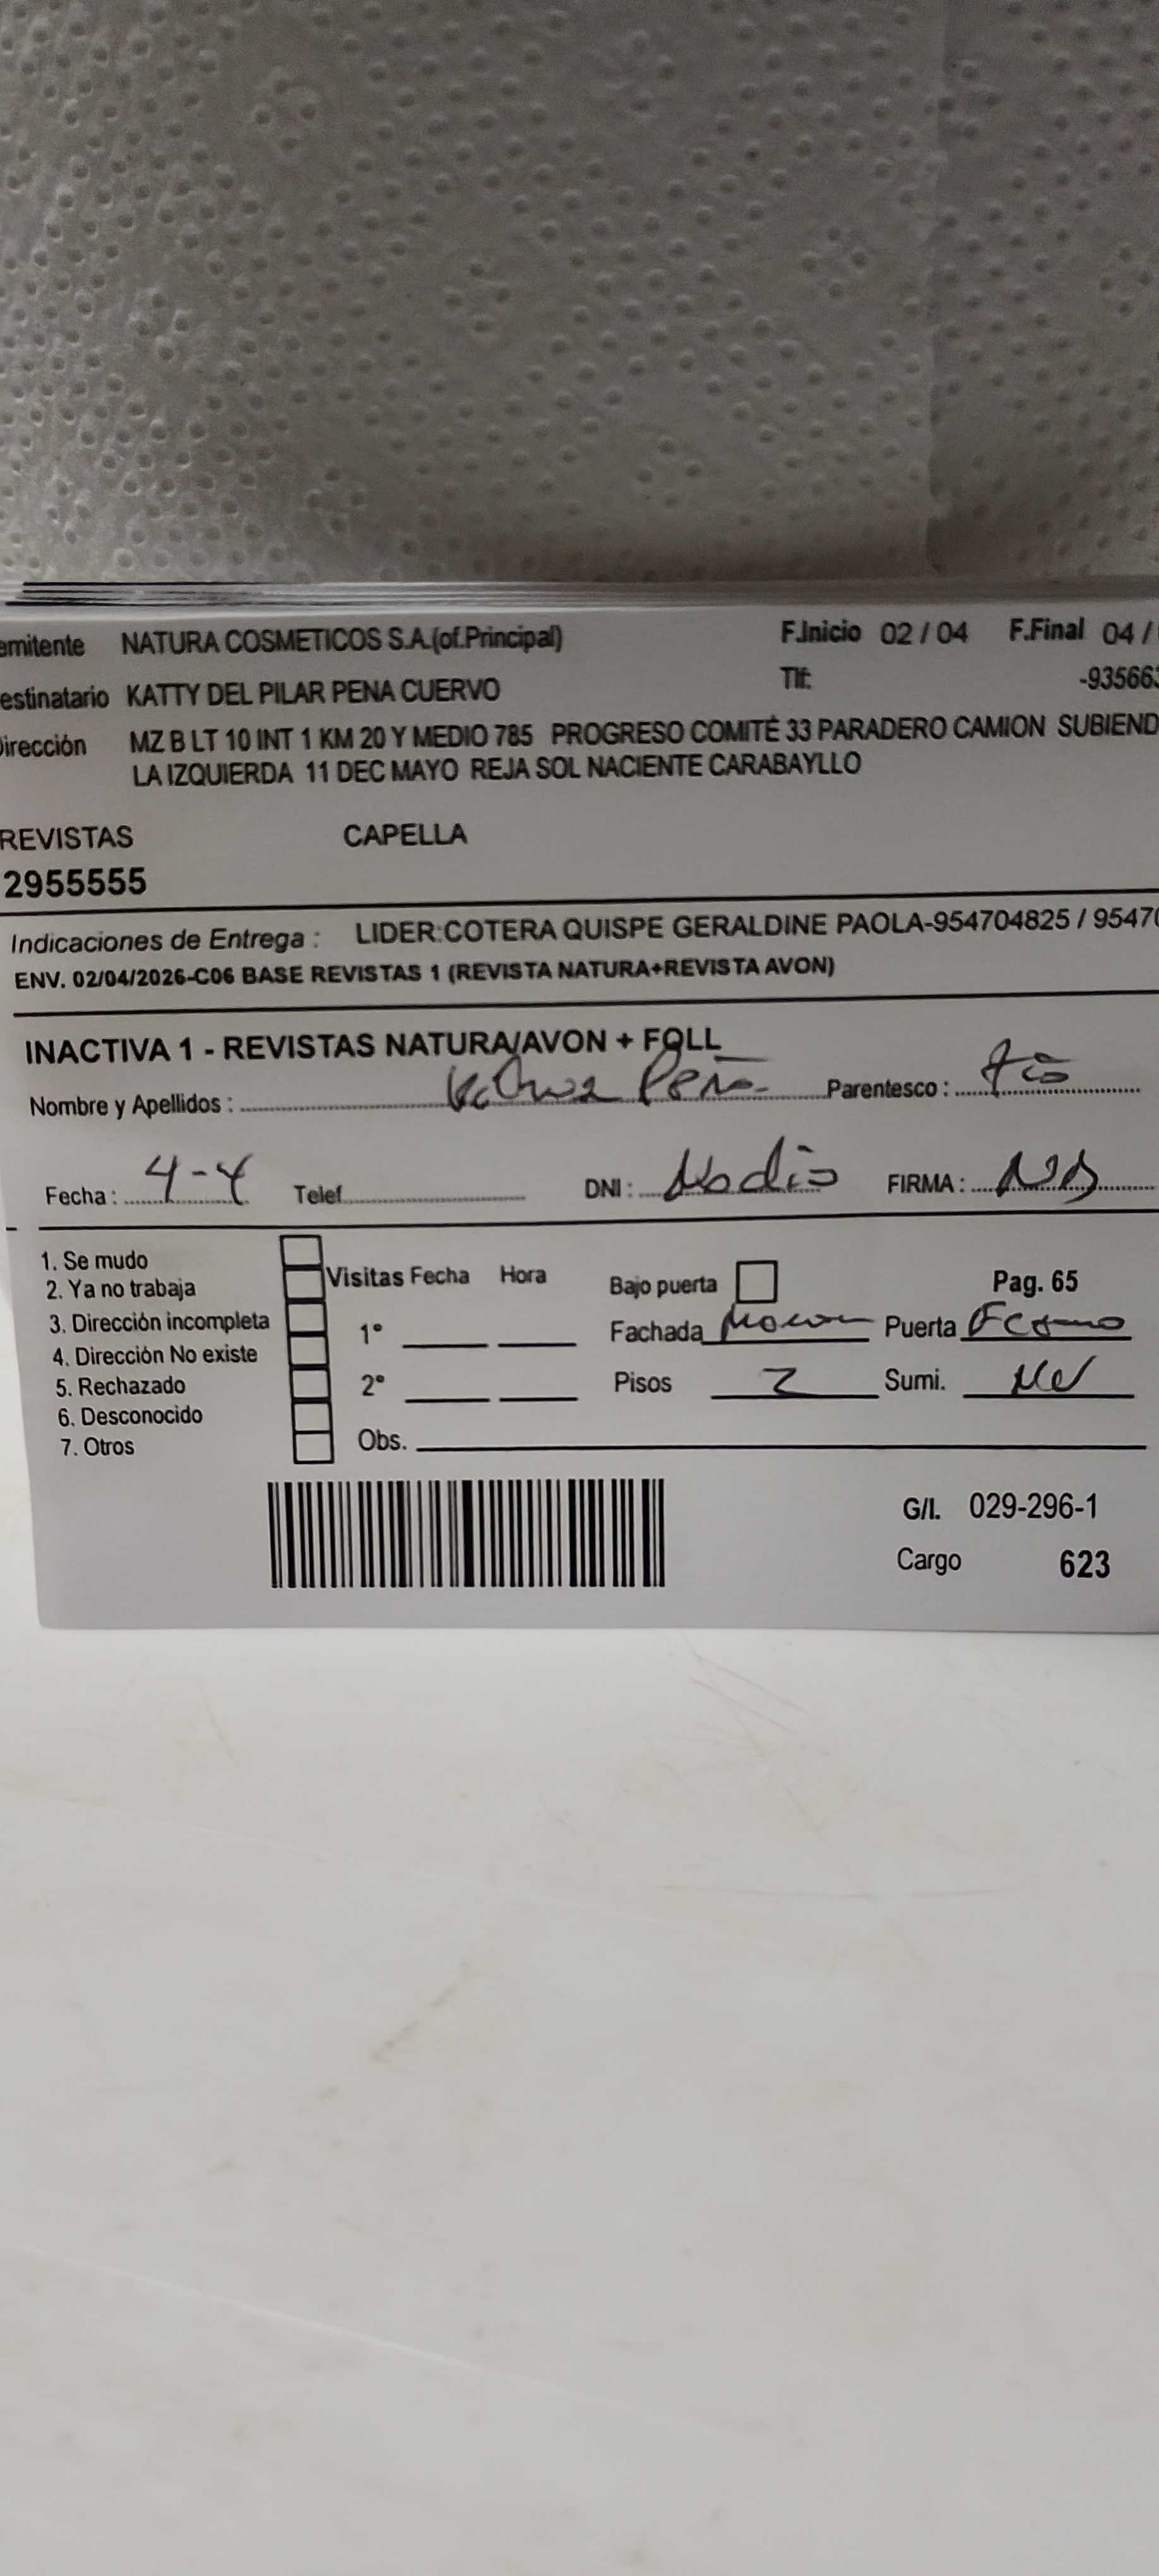 emitente NATURA COSMETICOS S.A.(of.Principal) F.Inicio 02 / 04 F.Final 04 /
estinatario KATTY DEL PILAR PENA CUERVO Tlf: -935663
Dirección MZ B LT 10 INT 1 KM 20 Y MEDIO 785 PROGRESO COMITÉ 33 PARADERO CAMION SUBIEND
LA IZQUIERDA 11 DEC MAYO REJA SOL NACIENTE CARABAYLLO
REVISTAS CAPELLA
2955555
Indicaciones de Entrega : LIDER:COTERA QUISPE GERALDINE PAOLA-954704825 / 9547
ENV. 02/04/2026-C06 BASE REVISTAS 1 (REVISTA NATURA+REVISTA AVON)
INACTIVA 1 - REVISTAS NATURA/AVON + FOLL
Nombre y Apellidos : Peña Parentesco :
Fecha : 4-4 Telef. DNI : FIRMA :
1. Se mudo
2. Ya no trabaja Visitas Fecha Hora Bajo puerta Pag. 65
3. Dirección incompleta 1° Fachada Puerta
4. Dirección No existe
5. Rechazado 2° Pisos 2 Sumi.
6. Desconocido
7. Otros Obs.
G/I. 029-296-1
Cargo 623